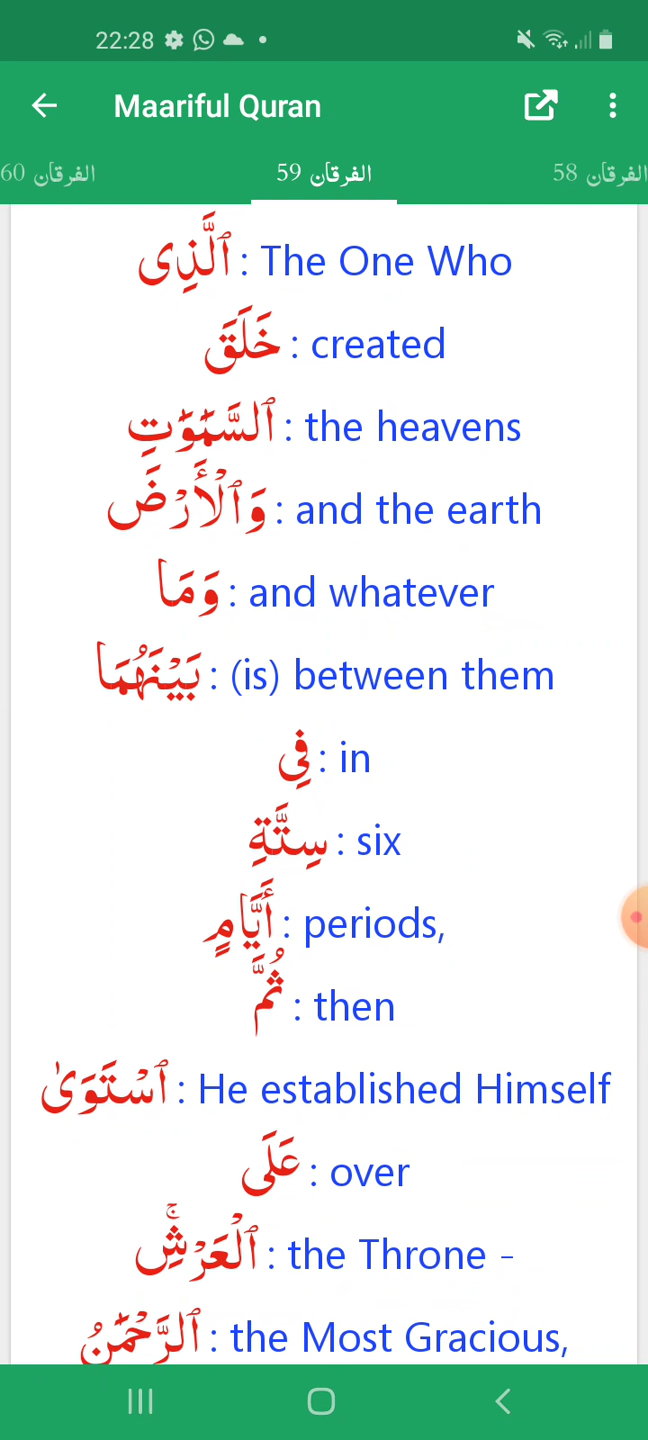 22:28
Maariful Quran
الفرقان 60
الفرقان 59
الفرقان 58
ٱلَّذِى : The One Who
خَلَقَ : created
ٱلسَّمَـٰوَٰتِ : the heavens
وَٱلْأَرْضَ : and the earth
وَمَا : and whatever
بَيْنَهُمَا : (is) between them
فِى : in
سِتَّةِ : six
أَيَّامٍ : periods,
ثُمَّ : then
ٱسْتَوَىٰ : He established Himself
عَلَى : over
ٱلْعَرْشِۚ : the Throne -
ٱلرَّحْمَـٰنُ : the Most Gracious,